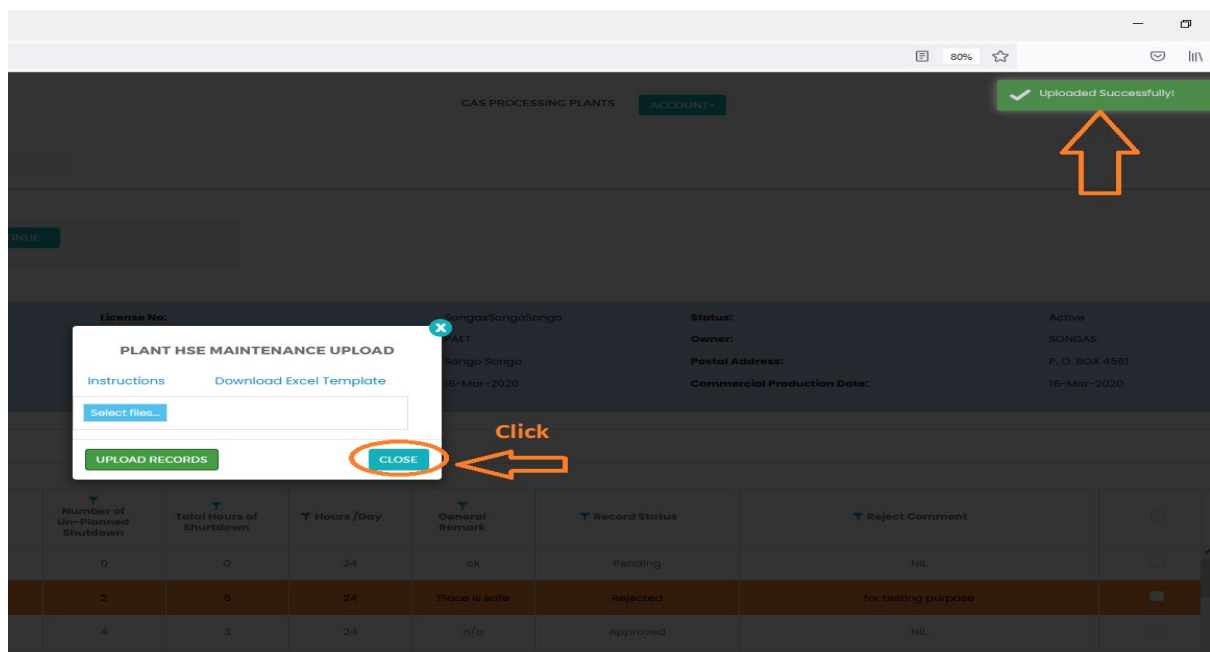 80%
GAS PROCESSING PLANTS
ACCOUNT
Uploaded Successfully!
TINUE
License No:
SongasSongoSongo
Status:
Active
PAET
Owner:
SONGAS
Songo Songo
Postal Address:
P. O. BOX 4561
16-Mar-2020
Commercial Production Date:
16-Mar-2020
PLANT HSE MAINTENANCE UPLOAD
Instructions Download Excel Template
Select files...
UPLOAD RECORDS CLOSE
Click
Number of
Un-Planned
Shutdown
Total Hours of
Shurtdown
Hours /Day
General
Remark
Record Status
Reject Comment
0 0 24 ok Pending NIL
2 6 24 Place is safe Rejected for testing purpose
4 3 24 n/a Approved NIL